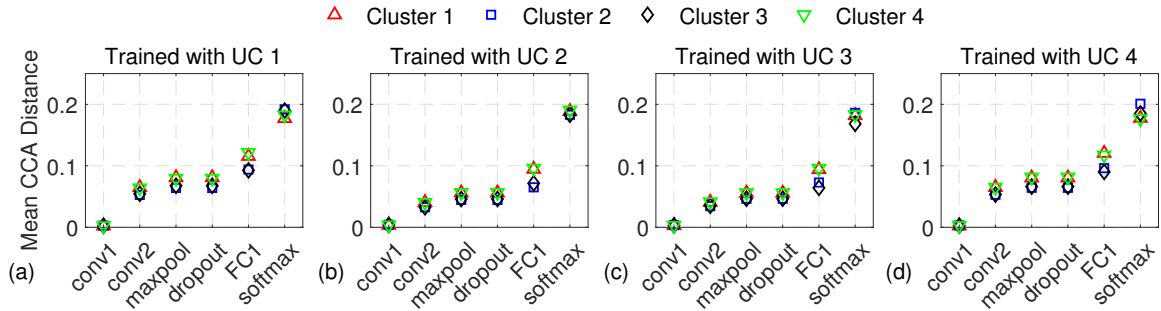 Cluster 1 Cluster 2 Cluster 3 Cluster 4
Trained with UC 1 Trained with UC 2 Trained with UC 3 Trained with UC 4
Mean CCA Distance
0.2 0.2 0.2 0.2
0.1 0.1 0.1 0.1
0 0 0 0
conv1 conv2 maxpool dropout FC1 softmax conv1 conv2 maxpool dropout FC1 softmax conv1 conv2 maxpool dropout FC1 softmax conv1 conv2 maxpool dropout FC1 softmax
(a) (b) (c) (d)